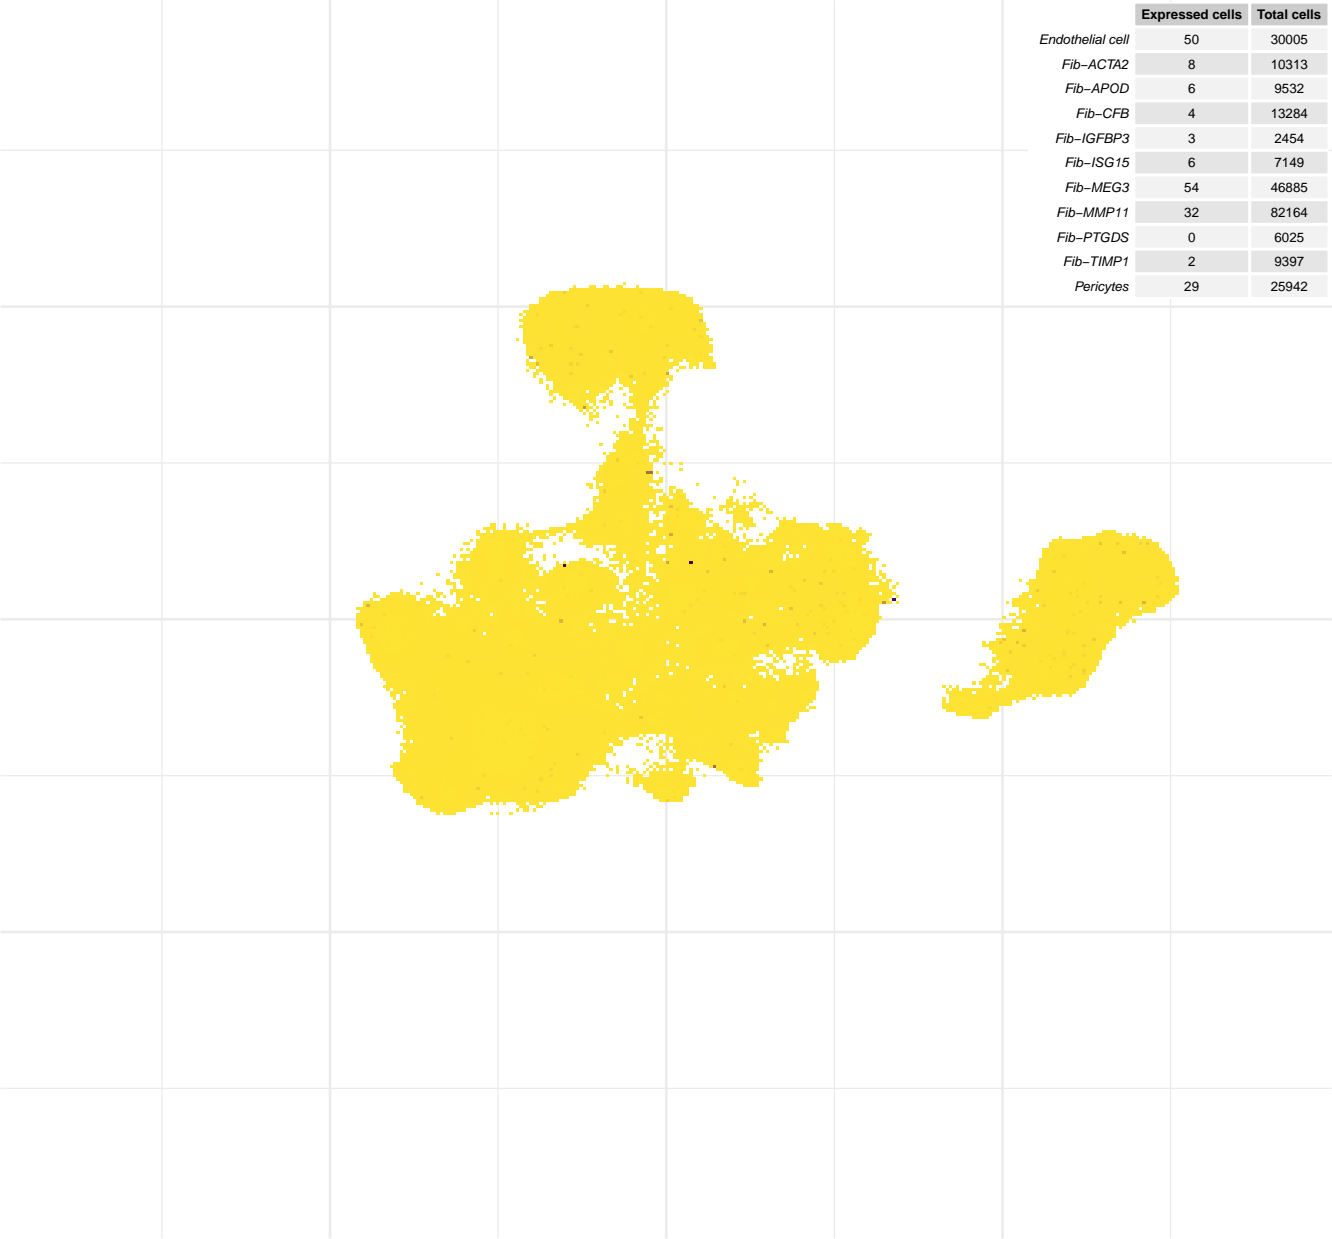 Expressed cells Total cells
Endothelial cell 50 30005
Fib−ACTA2 8 10313
Fib−APOD 6 9532
Fib−CFB 4 13284
Fib−IGFBP3 3 2454
Fib−ISG15 6 7149
Fib−MEG3 54 46885
Fib−MMP11 32 82164
Fib−PTGDS 0 6025
Fib−TIMP1 2 9397
Pericytes 29 25942